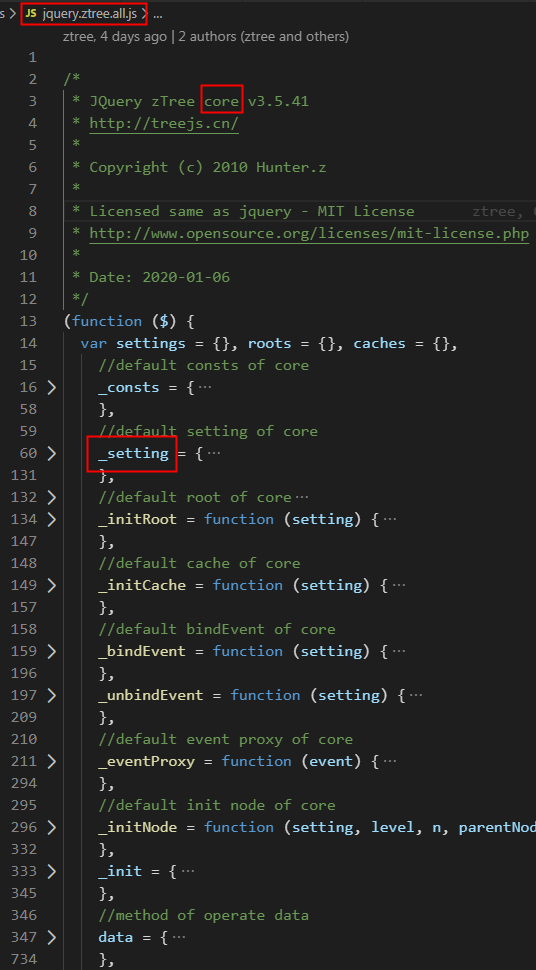 s > JS jquery.ztree.all.js > ...
ztree, 4 days ago | 2 authors (ztree and others)
1
2 /*
3 * JQuery zTree core v3.5.41
4 * http://treejs.cn/
5 *
6 * Copyright (c) 2010 Hunter.z
7 *
8 * Licensed same as jquery - MIT License ztree,
9 * http://www.opensource.org/licenses/mit-license.php
10 *
11 * Date: 2020-01-06
12 */
13 (function ($) {
14 var settings = {}, roots = {}, caches = {},
15 //default consts of core
16 > _consts = { ...
58 },
59 //default setting of core
60 > _setting = { ...
131 },
132 > //default root of core ...
134 > _initRoot = function (setting) { ...
147 },
148 //default cache of core
149 > _initCache = function (setting) { ...
157 },
158 //default bindEvent of core
159 > _bindEvent = function (setting) { ...
196 },
197 > _unbindEvent = function (setting) { ...
209 },
210 //default event proxy of core
211 > _eventProxy = function (event) { ...
294 },
295 //default init node of core
296 > _initNode = function (setting, level, n, parentNod
332 },
333 > _init = { ...
345 },
346 //method of operate data
347 > data = { ...
734 },